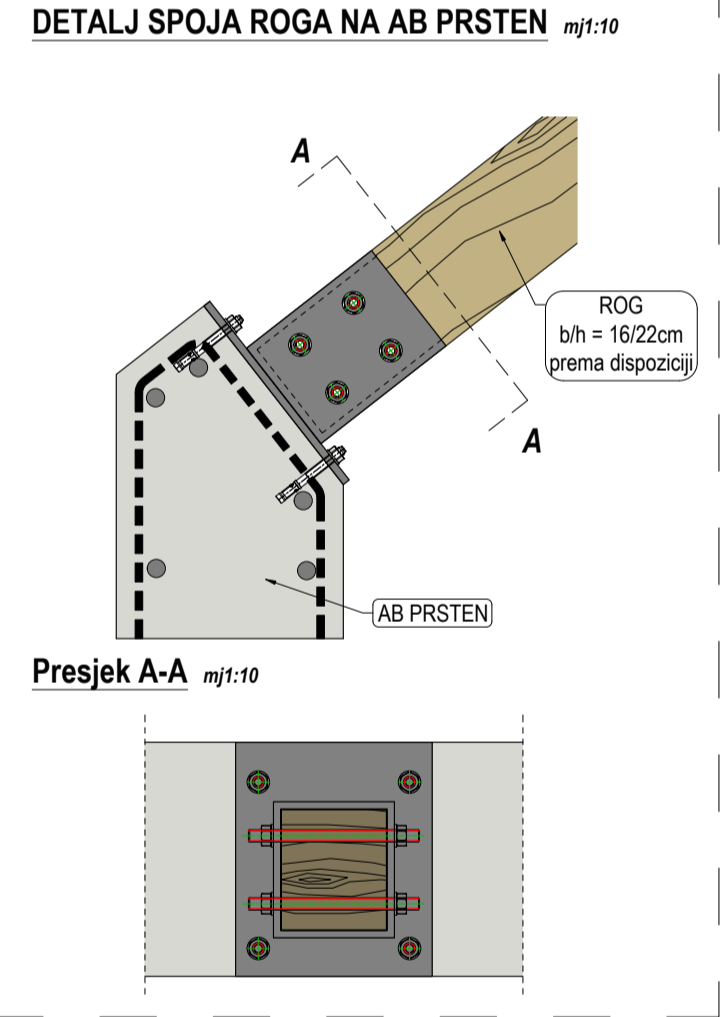 DETALJ SPOJA ROGA NA AB PRSTEN mj1:10
A
ROG
b/h = 16/22cm
prema dispoziciji
A
AB PRSTEN
Presjek A-A mj1:10